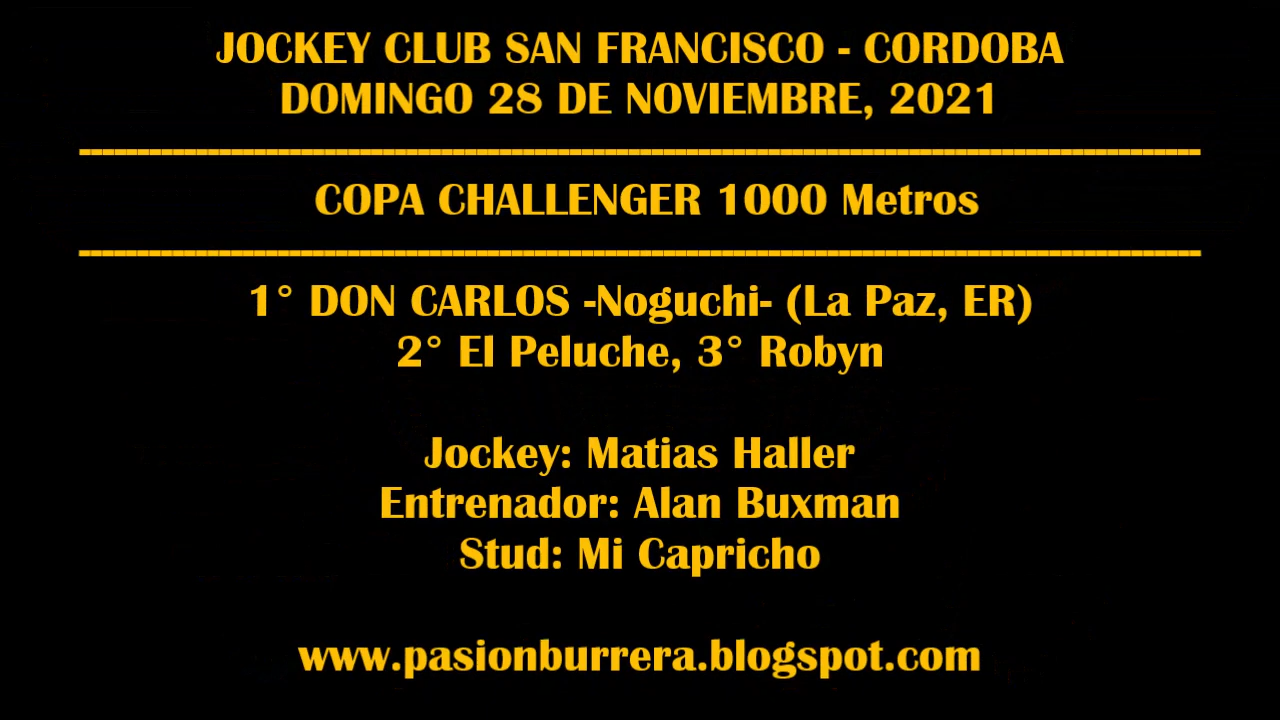 JOCKEY CLUB SAN FRANCISCO - CORDOBA
DOMINGO 28 DE NOVIEMBRE, 2021
COPA CHALLENGER 1000 Metros
1° DON CARLOS -Noguchi- (La Paz, ER)
2° El Peluche, 3° Robyn
Jockey: Matias Haller
Entrenador: Alan Buxman
Stud: Mi Capricho
www.pasionburrera.blogspot.com